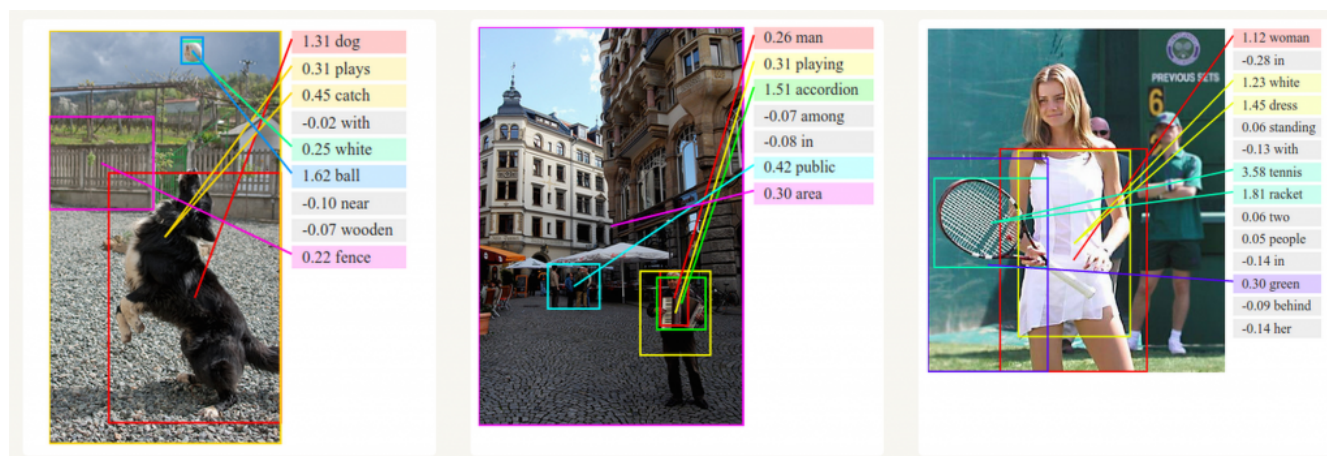 1.31 dog
0.31 plays
0.45 catch
-0.02 with
0.25 white
1.62 ball
-0.10 near
-0.07 wooden
0.22 fence
0.26 man
0.31 playing
1.51 accordion
-0.07 among
-0.08 in
0.42 public
0.30 area
PREVIOUS SETS
6
1.12 woman
-0.28 in
1.23 white
1.45 dress
0.06 standing
-0.13 with
3.58 tennis
1.81 racket
0.06 two
0.05 people
-0.14 in
0.30 green
-0.09 behind
-0.14 her